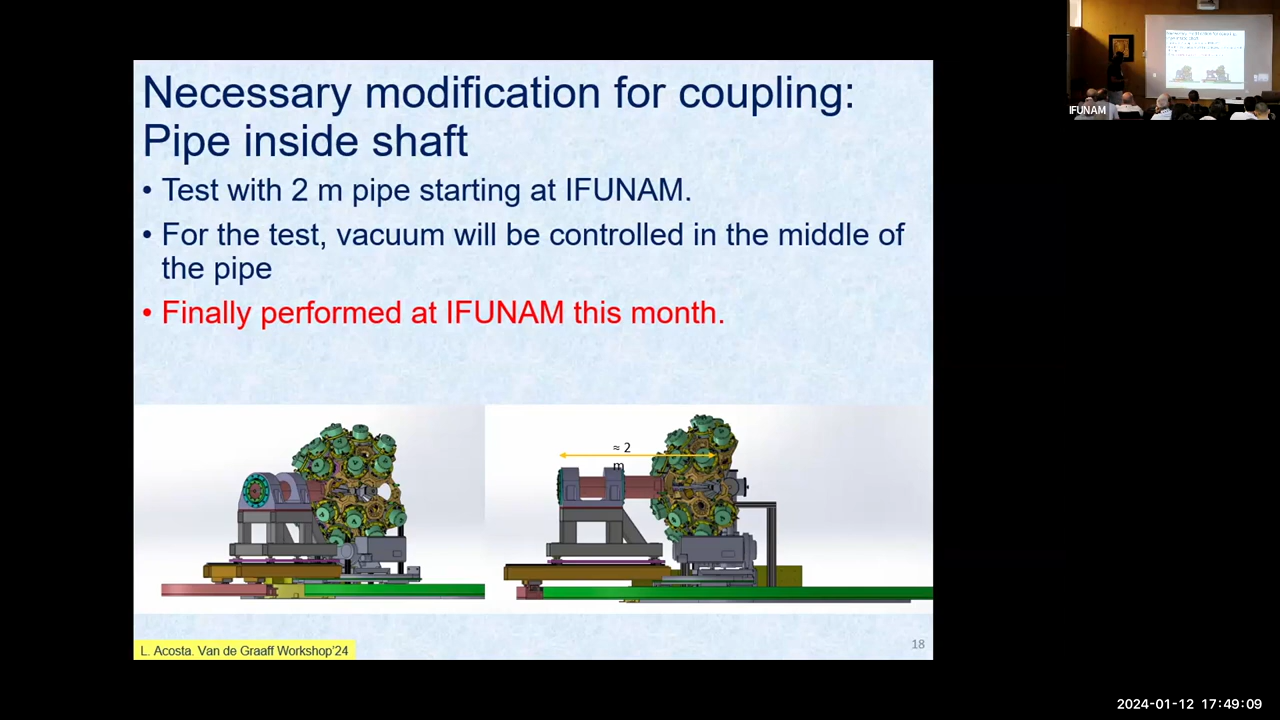 Necessary modification for coupling:
Pipe inside shaft
• Test with 2 m pipe starting at IFUNAM.
• For the test, vacuum will be controlled in the middle of
the pipe
• Finally performed at IFUNAM this month.
≈ 2
m
L. Acosta. Van de Graaff Workshop'24
18
IFUNAM
2024-01-12 17:49:09